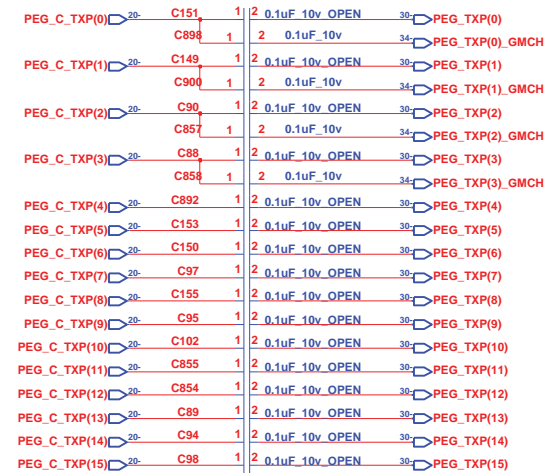 PEG_C_TXP(0) 20- C151 1 2 0.1uF_10v_OPEN 30- PEG_TXP(0)
C898 1 2 0.1uF_10v 34- PEG_TXP(0)_GMCH
PEG_C_TXP(1) 20- C149 1 2 0.1uF_10v_OPEN 30- PEG_TXP(1)
C900 1 2 0.1uF_10v 34- PEG_TXP(1)_GMCH
PEG_C_TXP(2) 20- C90 1 2 0.1uF_10v_OPEN 30- PEG_TXP(2)
C857 1 2 0.1uF_10v 34- PEG_TXP(2)_GMCH
PEG_C_TXP(3) 20- C88 1 2 0.1uF_10v_OPEN 30- PEG_TXP(3)
C858 1 2 0.1uF_10v 34- PEG_TXP(3)_GMCH
PEG_C_TXP(4) 20- C892 1 2 0.1uF_10v_OPEN 30- PEG_TXP(4)
PEG_C_TXP(5) 20- C153 1 2 0.1uF_10v_OPEN 30- PEG_TXP(5)
PEG_C_TXP(6) 20- C150 1 2 0.1uF_10v_OPEN 30- PEG_TXP(6)
PEG_C_TXP(7) 20- C97 1 2 0.1uF_10v_OPEN 30- PEG_TXP(7)
PEG_C_TXP(8) 20- C155 1 2 0.1uF_10v_OPEN 30- PEG_TXP(8)
PEG_C_TXP(9) 20- C95 1 2 0.1uF_10v_OPEN 30- PEG_TXP(9)
PEG_C_TXP(10) 20- C102 1 2 0.1uF_10v_OPEN 30- PEG_TXP(10)
PEG_C_TXP(11) 20- C855 1 2 0.1uF_10v_OPEN 30- PEG_TXP(11)
PEG_C_TXP(12) 20- C854 1 2 0.1uF_10v_OPEN 30- PEG_TXP(12)
PEG_C_TXP(13) 20- C89 1 2 0.1uF_10v_OPEN 30- PEG_TXP(13)
PEG_C_TXP(14) 20- C94 1 2 0.1uF_10v_OPEN 30- PEG_TXP(14)
PEG_C_TXP(15) 20- C98 1 2 0.1uF_10v_OPEN 30- PEG_TXP(15)